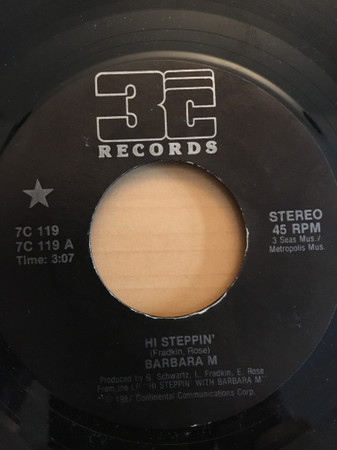 3C
RECORDS
7C 119
7C 119 A
Time: 3:07
STEREO
45 RPM
3 Seas Mus./
Metropolis Mus.
HI STEPPIN'
(Fradkin, Rose)
BARBARA M
Produced by G. Schwartz, L. Fradkin, E. Rose
From the LP "HI STEPPIN' WITH BARBARA M"
1987 Continental Communications Corp.